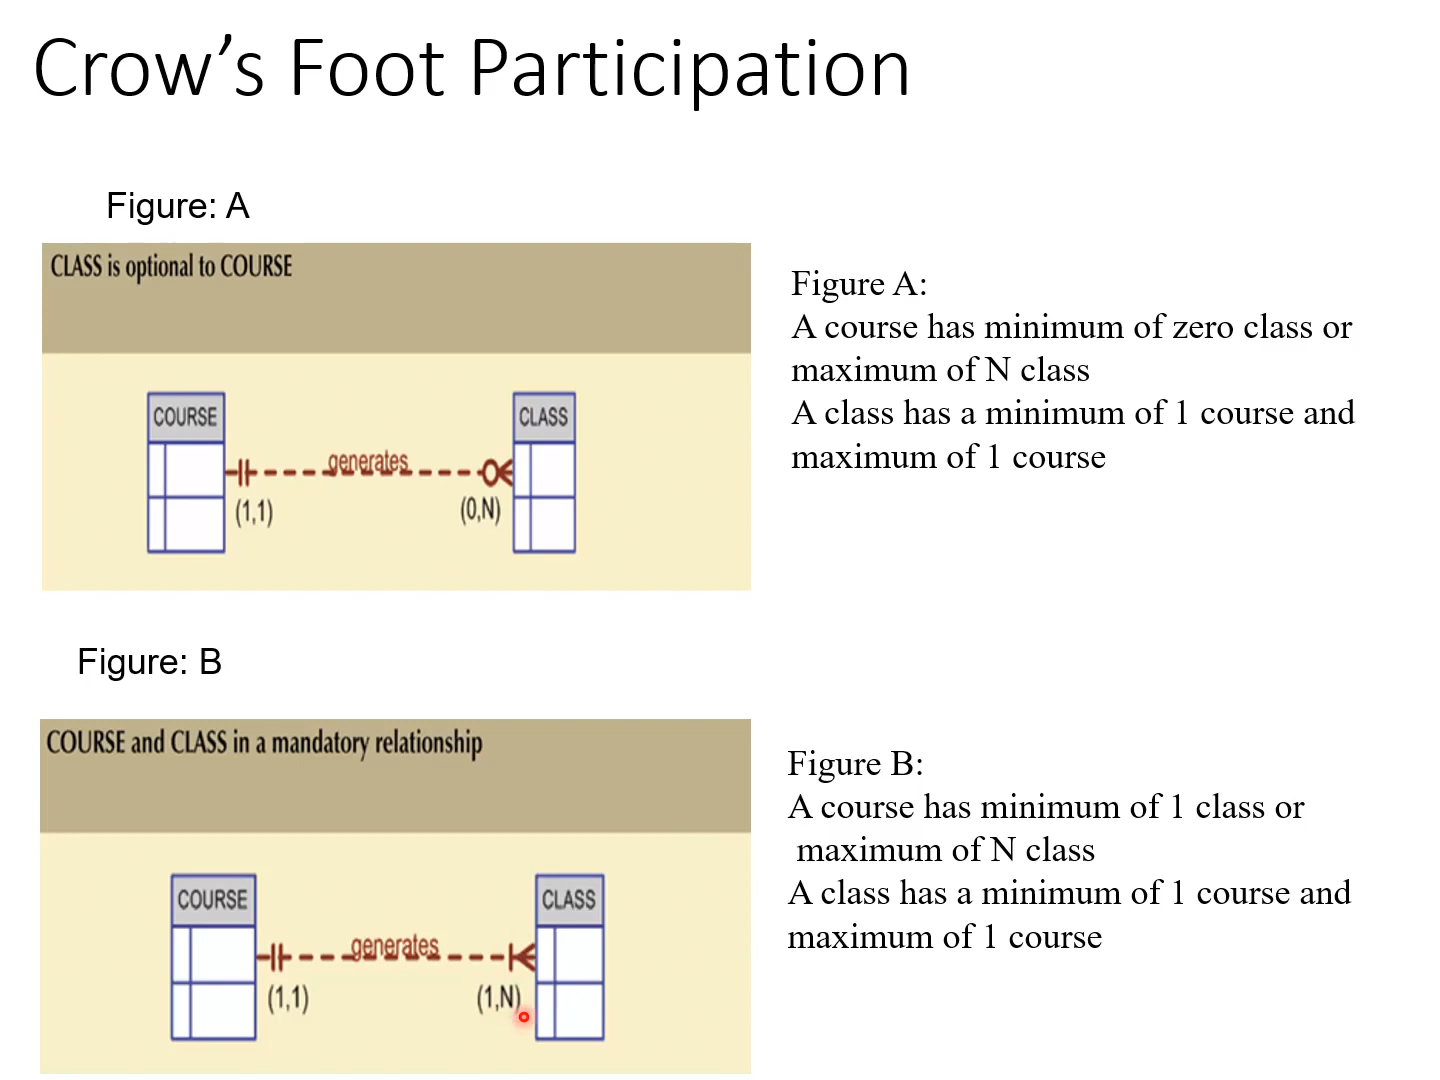 Crow’s Foot Participation
Figure: A
CLASS is optional to COURSE
COURSE
CLASS
generates
(1,1)
(0,N)
Figure A:
A course has minimum of zero class or
maximum of N class
A class has a minimum of 1 course and
maximum of 1 course
Figure: B
COURSE and CLASS in a mandatory relationship
COURSE
CLASS
generates
(1,1)
(1,N)
Figure B:
A course has minimum of 1 class or
maximum of N class
A class has a minimum of 1 course and
maximum of 1 course